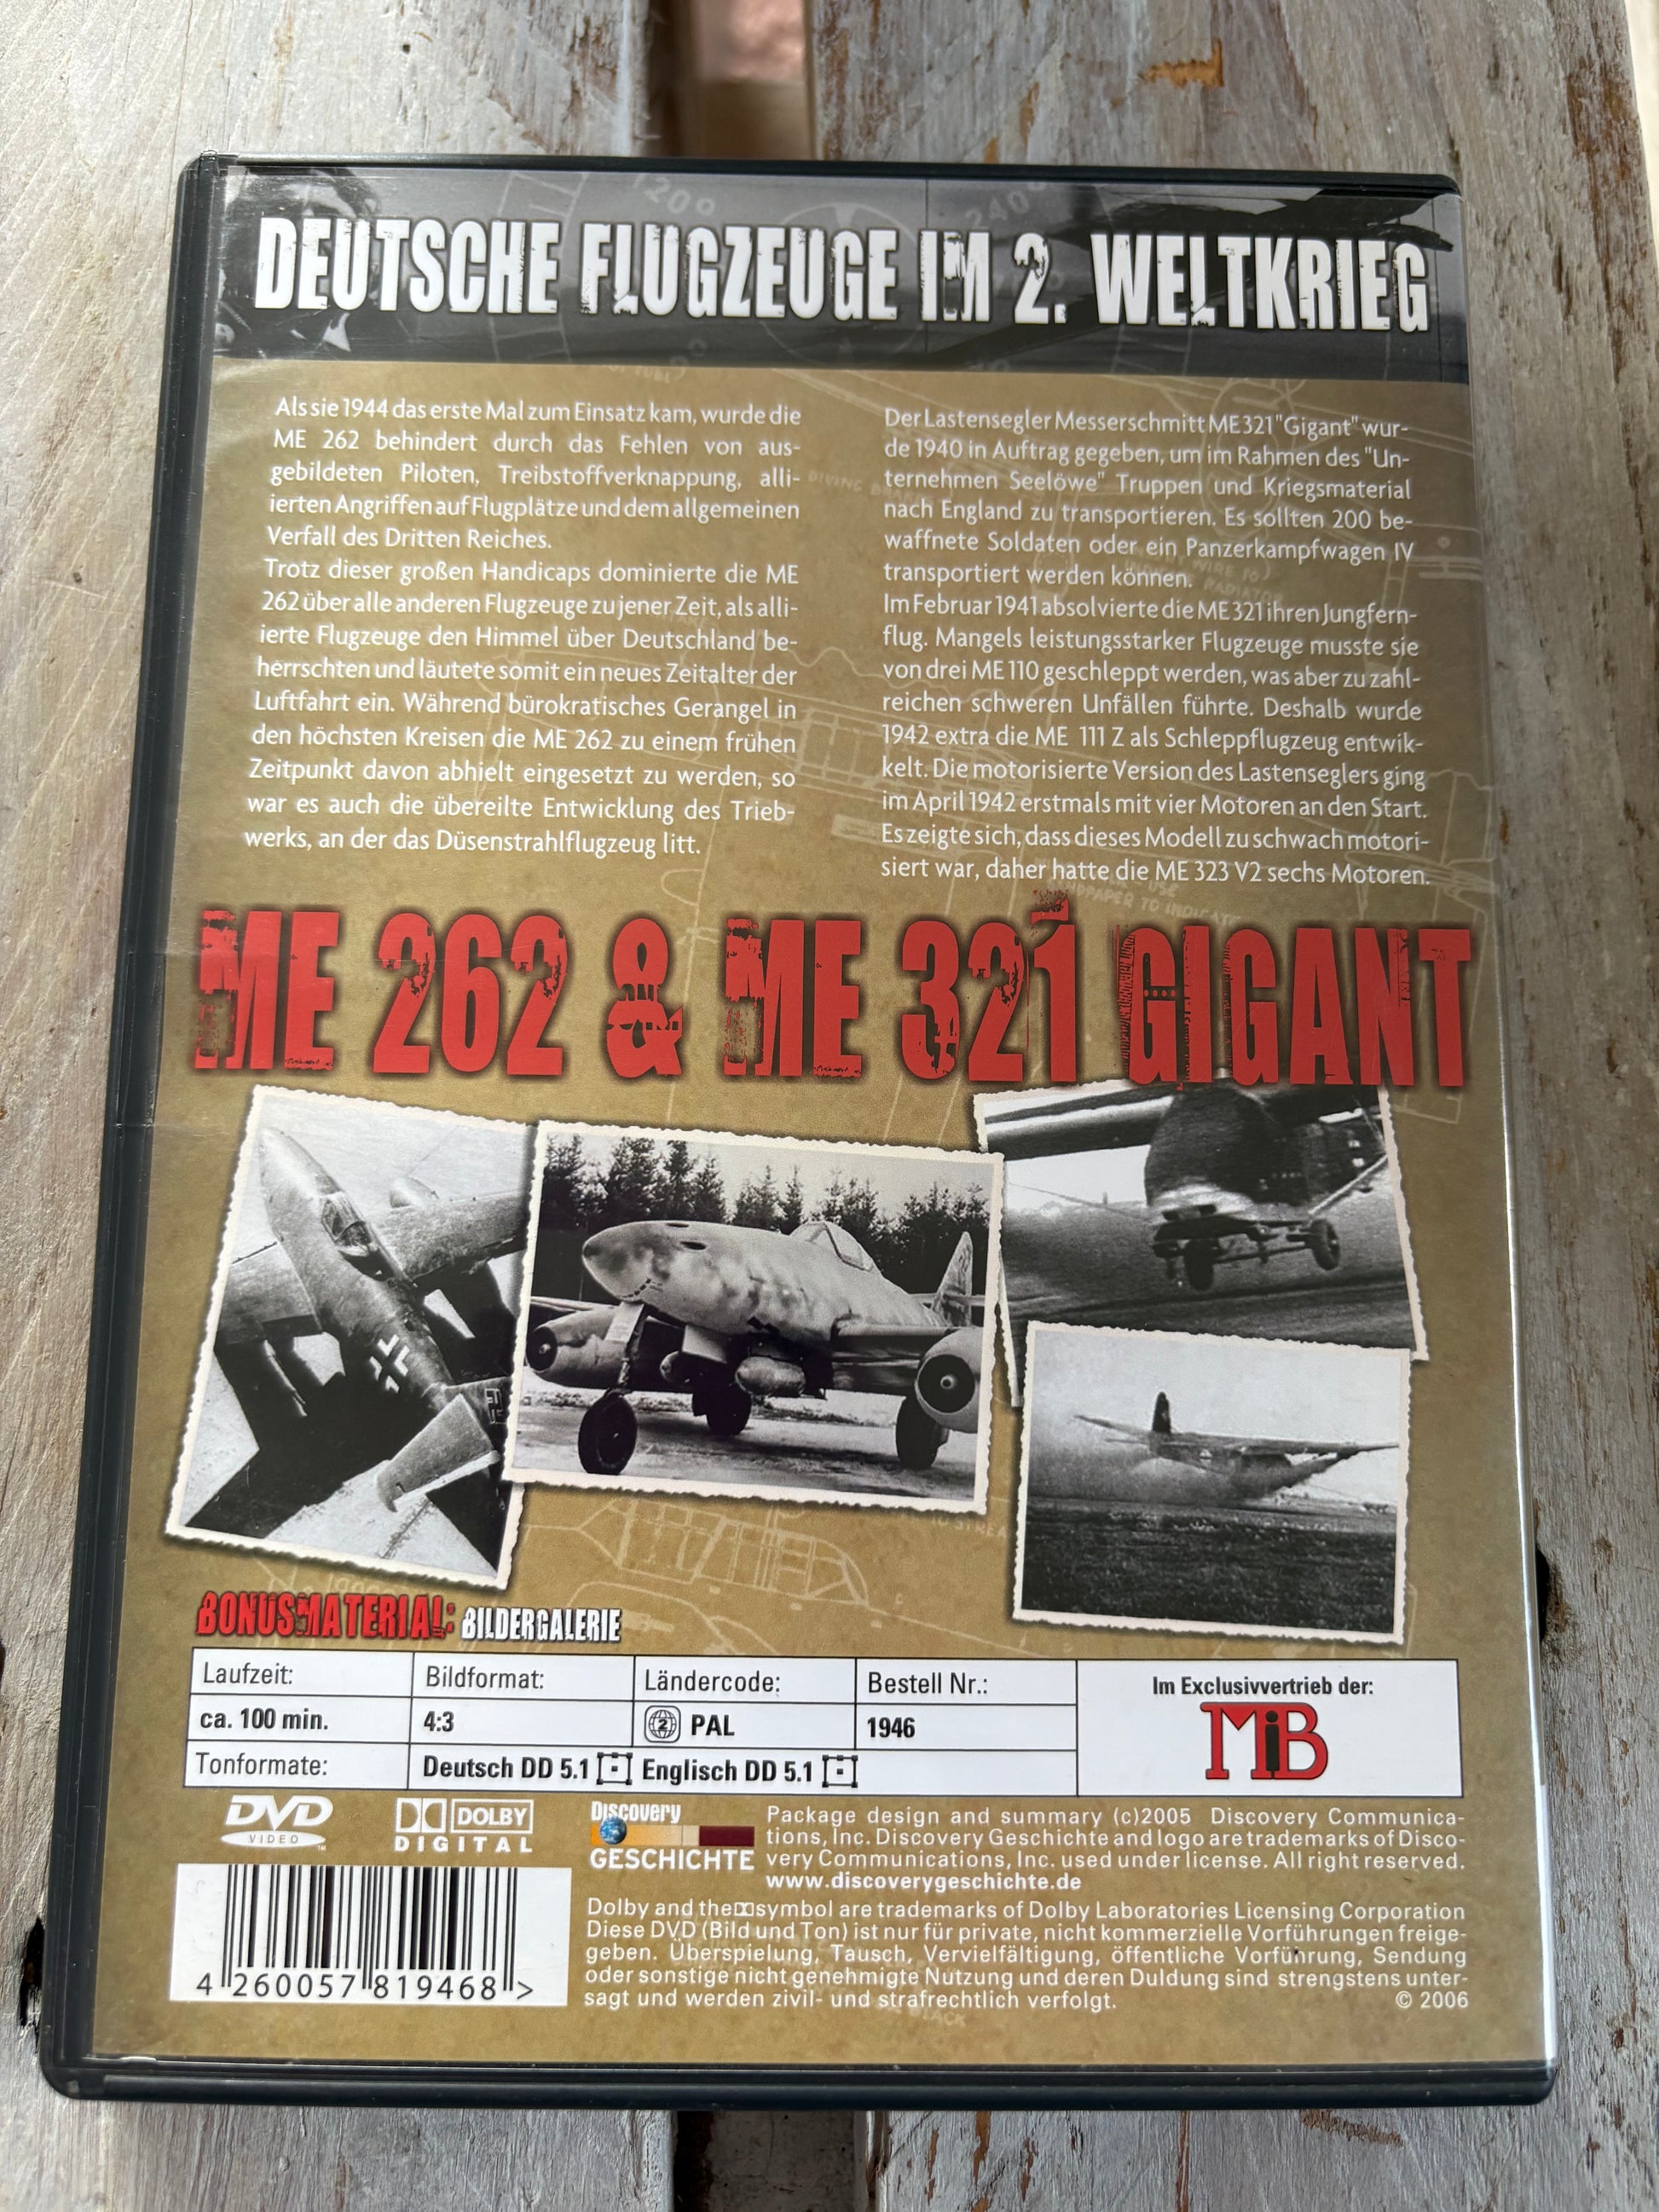 DEUTSCHE FLUGZEUGE IM 2. WELTKRIEG
Als sie 1944 das erste Mal zum Einsatz kam, wurde die
ME 262 behindert durch das Fehlen von aus-
gebildeten Piloten, Treibstoffverknappung, alli-
ierten Angriffen auf Flugplätze und dem allgemeinen
Verfall des Dritten Reiches.
Trotz dieser großen Handicaps dominierte die ME
262 über alle anderen Flugzeuge zu jener Zeit, als alli-
ierte Flugzeuge den Himmel über Deutschland be-
herrschten und läutete somit ein neues Zeitalter der
Luftfahrt ein. Während bürokratisches Gerangel in
den höchsten Kreisen die ME 262 zu einem frühen
Zeitpunkt davon abhielt eingesetzt zu werden, so
war es auch die übereilte Entwicklung des Trieb-
werks, an der das Düsenstrahlflugzeug litt.
Der Lastensegler Messerschmitt ME 321 "Gigant" wur-
de 1940 in Auftrag gegeben, um im Rahmen des "Un-
ternehmen Seelöwe" Truppen und Kriegsmaterial
nach England zu transportieren. Es sollten 200 be-
waffnete Soldaten oder ein Panzerkampfwagen IV
transportiert werden können.
Im Februar 1941 absolvierte die ME 321 ihren Jungfern-
flug. Mangels leistungsstarker Flugzeuge musste sie
von drei ME 110 geschleppt werden, was aber zu zahl-
reichen schweren Unfällen führte. Deshalb wurde
1942 extra die ME 111 Z als Schleppflugzeug entwik-
kelt. Die motorisierte Version des Lastenseglers ging
im April 1942 erstmals mit vier Motoren an den Start.
Es zeigte sich, dass dieses Modell zu schwach motori-
siert war, daher hatte die ME 323 V2 sechs Motoren.
ME 262 & ME 321 GIGANT
BONUSMATERIAL: BILDERGALERIE
Laufzeit: Bildformat: Ländercode: Bestell Nr.:
ca. 100 min. 4:3 2 PAL 1946
Tonformate: Deutsch DD 5.1 Englisch DD 5.1
Im Exclusivvertrieb der:
MiB
DVD
VIDEO
DOLBY
DIGITAL
Discovery
GESCHICHTE
Package design and summary (c)2005 Discovery Communica-
tions, Inc. Discovery Geschichte and logo are trademarks of Disco-
very Communications, Inc. used under license. All right reserved.
www.discoverygeschichte.de
Dolby and the symbol are trademarks of Dolby Laboratories Licensing Corporation
Diese DVD (Bild und Ton) ist nur für private, nicht kommerzielle Vorführungen freige-
geben. Überspielung, Tausch, Vervielfältigung, öffentliche Vorführung, Sendung
oder sonstige nicht genehmigte Nutzung und deren Duldung sind strengstens unter-
sagt und werden zivil- und strafrechtlich verfolgt.
© 2006
4 260057 819468 >